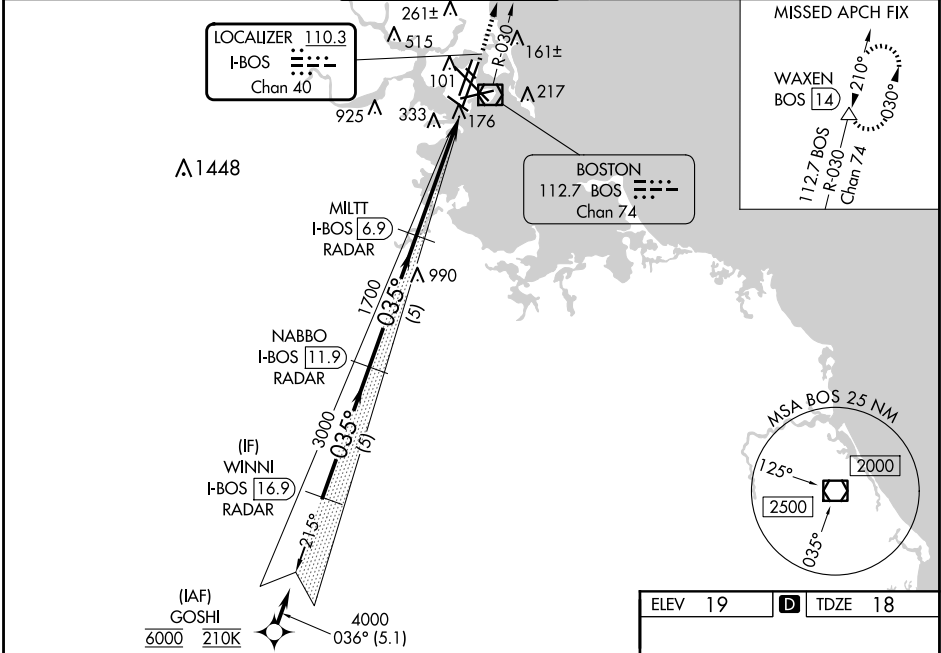 261±
LOCALIZER 110.3
I-BOS
Chan 40
515
R-030
161±
101
217
925
333
176
1448
BOSTON
112.7 BOS
Chan 74
MISSED APCH FIX
WAXEN
BOS 14
210°
030°
112.7 BOS
R-030
Chan 74
MILTT
I-BOS 6.9
RADAR
990
1700
035°
(5)
NABBO
I-BOS 11.9
RADAR
3000
035°
(5)
(IF)
WINNI
I-BOS 16.9
RADAR
215°
(IAF)
GOSHI
6000 210K
4000
036° (5.1)
MSA BOS 25 NM
125°
2000
2500
035°
ELEV 19 D TDZE 18